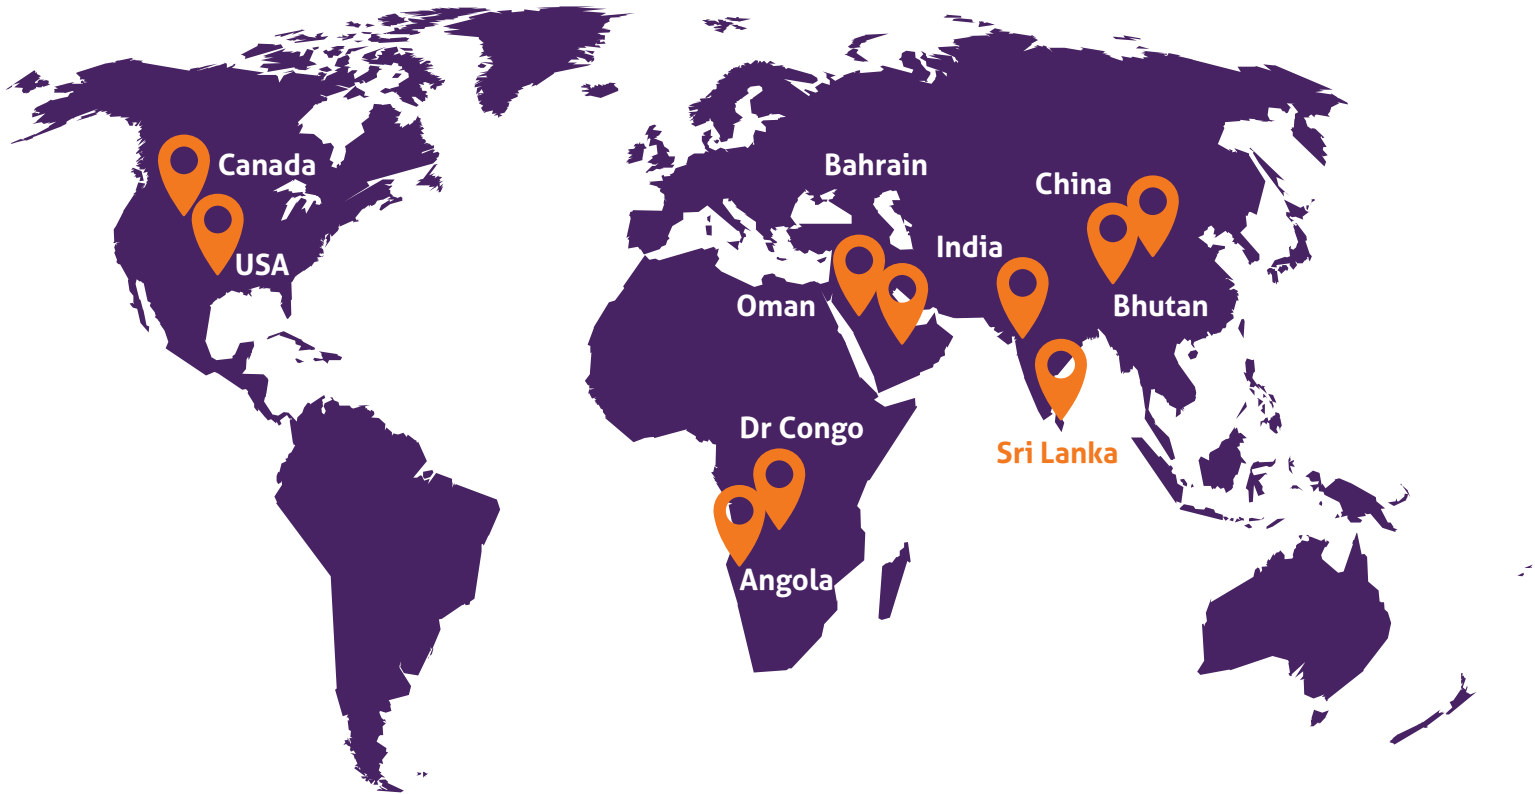 Canada
USA
Bahrain
China
India
Oman
Bhutan
Dr Congo
Sri Lanka
Angola